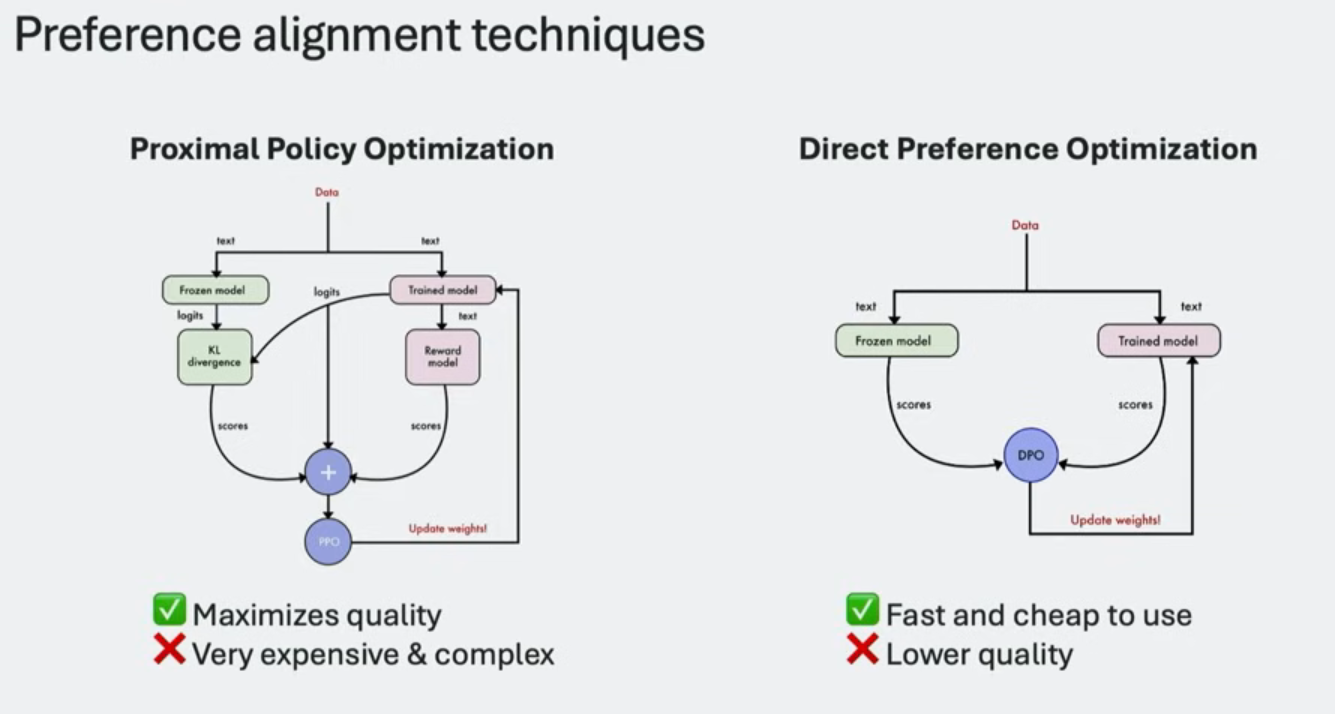 Preference alignment techniques
Proximal Policy Optimization
Data
text
text
Frozen model
logits
Trained model
logits
text
KL
divergence
Reward
model
scores
scores
+
PPO
Update weights!
✅ Maximizes quality
❌ Very expensive & complex
Direct Preference Optimization
Data
text
text
Frozen model
Trained model
scores
scores
DPO
Update weights!
✅ Fast and cheap to use
❌ Lower quality